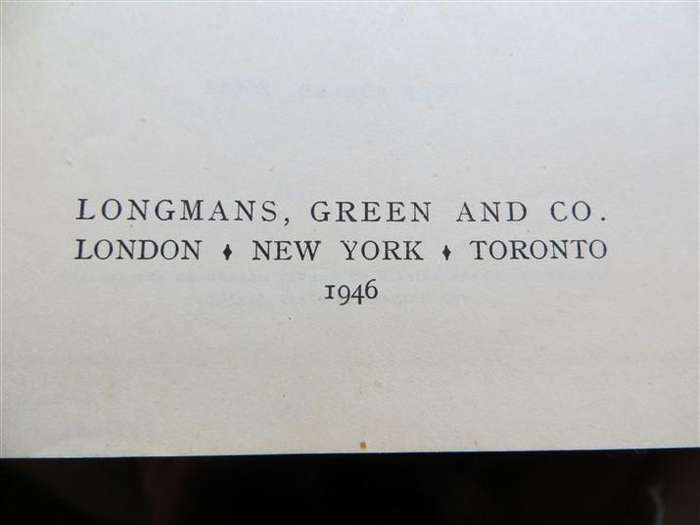 LONGMANS, GREEN AND CO.
LONDON ♦ NEW YORK ♦ TORONTO
1946